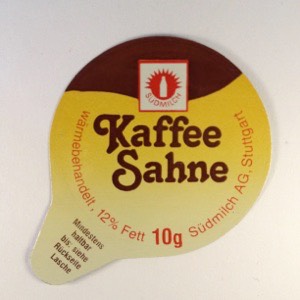 SÜDMILCH
Kaffee
Sahne
wärmebehandelt, 12% Fett 10g Südmilch AG, Stuttgart
Mindestens
haltbar
bis: siehe
Rückseite
Lasche